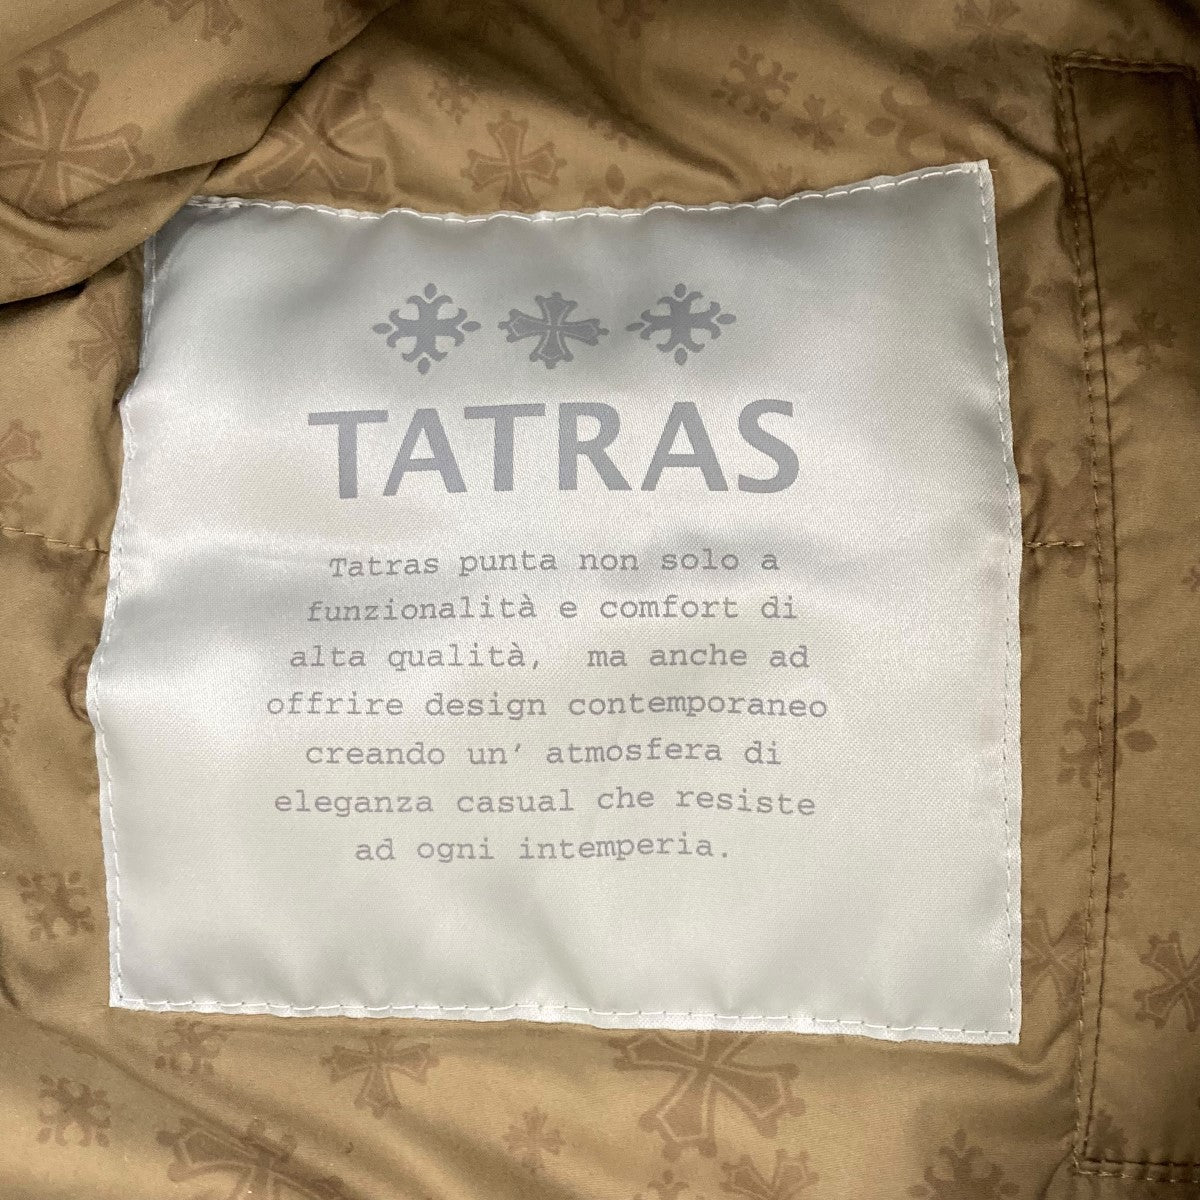 TATRAS
Tatras punta non solo a
funzionalità e comfort di
alta qualità, ma anche ad
offrire design contemporaneo
creando un’ atmosfera di
eleganza casual che resiste
ad ogni intemperia.